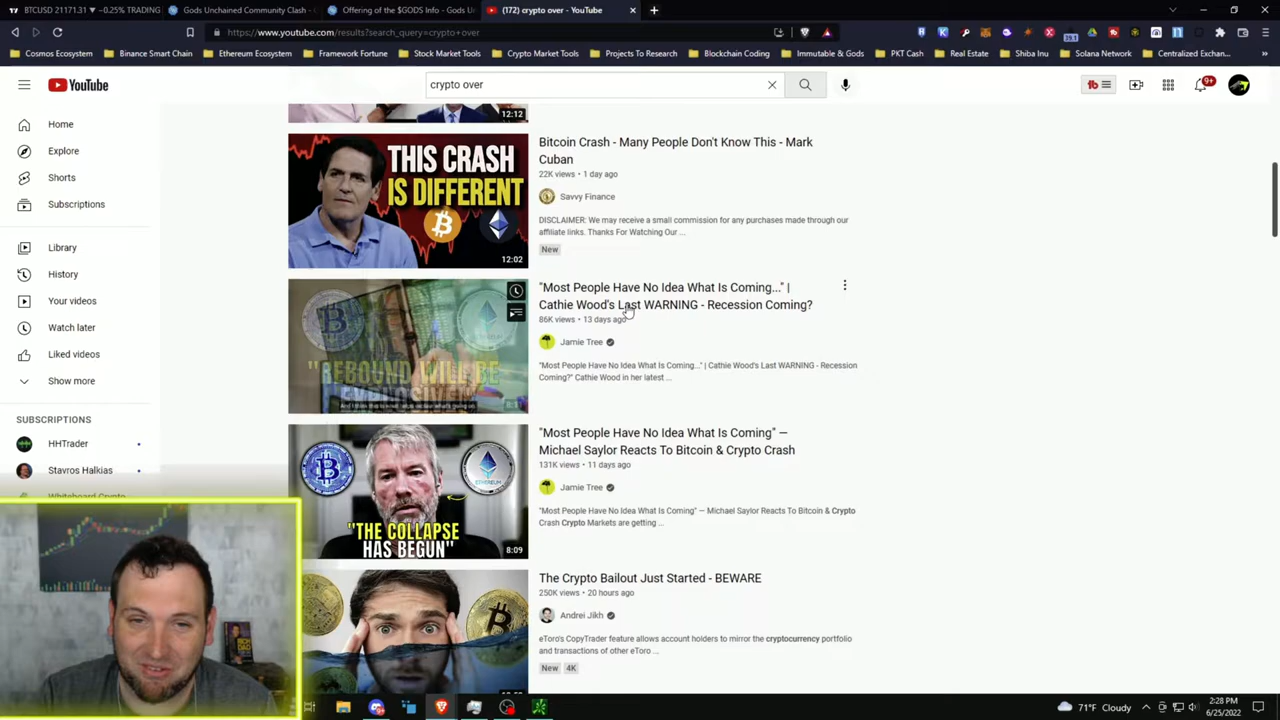 BTCUSD 21171.31 ▼ −0.25% TRADING
Gods Unchained Community Clash -
Offering of the $GODS Info - Gods U
(172) crypto over - YouTube
https://www.youtube.com/results?search_query=crypto+over
39.1
Cosmos Ecosystem
Binance Smart Chain
Ethereum Ecosystem
Framework Fortune
Stock Market Tools
Crypto Market Tools
Projects To Research
Blockchain Coding
Immutable & Gods
PKT Cash
Real Estate
Shiba Inu
Solana Network
Centralized Exchan...
YouTube
crypto over
tb
9+
Home
Explore
Shorts
Subscriptions
Library
History
Your videos
Watch later
Liked videos
Show more
SUBSCRIPTIONS
HHTrader
Stavros Halkias
Whiteboard Crypto
12:12
THIS CRASH
IS DIFFERENT
12:02
Bitcoin Crash - Many People Don't Know This - Mark
Cuban
22K views • 1 day ago
Savvy Finance
DISCLAIMER: We may receive a small commission for any purchases made through our
affiliate links. Thanks For Watching Our ...
New
"REBOUND WILL BE
EXPLOSIVE"
"Most People Have No Idea What Is Coming..." |
Cathie Wood's Last WARNING - Recession Coming?
86K views • 13 days ago
Jamie Tree
"Most People Have No Idea What Is Coming..." | Cathie Wood's Last WARNING - Recession
Coming?" Cathie Wood in her latest ...
ETHEREUM
"THE COLLAPSE
HAS BEGUN"
8:09
"Most People Have No Idea What Is Coming" —
Michael Saylor Reacts To Bitcoin & Crypto Crash
131K views • 11 days ago
Jamie Tree
"Most People Have No Idea What Is Coming" — Michael Saylor Reacts To Bitcoin & Crypto
Crash Crypto Markets are getting ...
The Crypto Bailout Just Started - BEWARE
250K views • 20 hours ago
Andrei Jikh
eToro's CopyTrader feature allows account holders to mirror the cryptocurrency portfolio
and transactions of other eToro ...
New
4K
RICH
DAD
71°F Cloudy
2:28 PM
6/25/2022